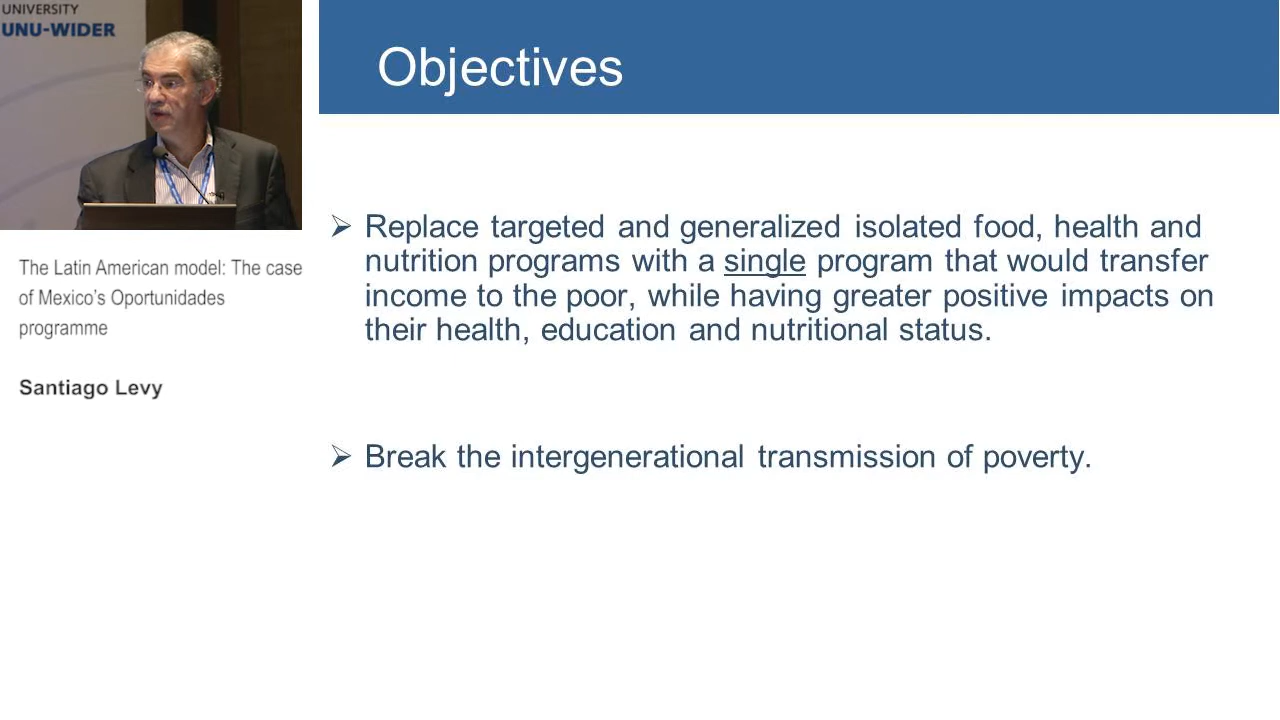 UNIVERSITY
UNU-WIDER
The Latin American model: The case
of Mexico's Oportunidades
programme
Santiago Levy
Objectives
➢ Replace targeted and generalized isolated food, health and
nutrition programs with a single program that would transfer
income to the poor, while having greater positive impacts on
their health, education and nutritional status.
➢ Break the intergenerational transmission of poverty.